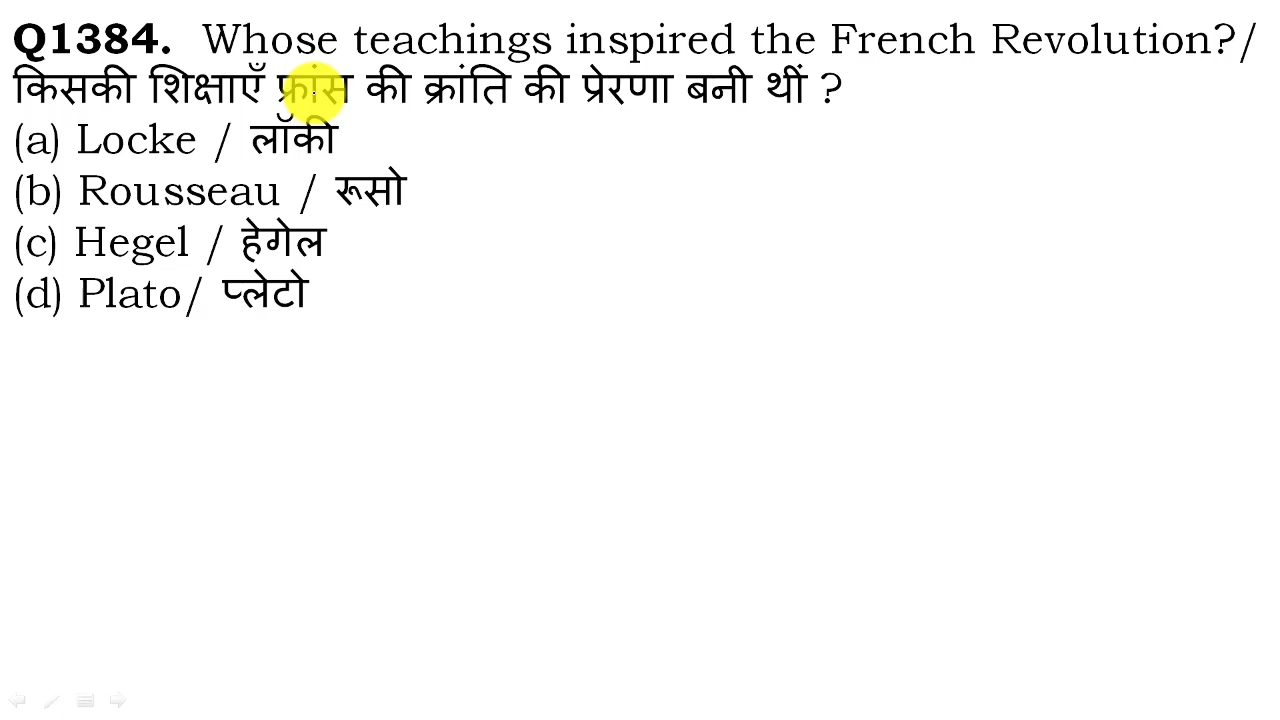 Q1384. Whose teachings inspired the French Revolution?/
किसकी शिक्षाएँ फ्रांस की क्रांति की प्रेरणा बनी थीं ?
(a) Locke / लॉकी
(b) Rousseau / रूसो
(c) Hegel / हेगेल
(d) Plato/ प्लेटो